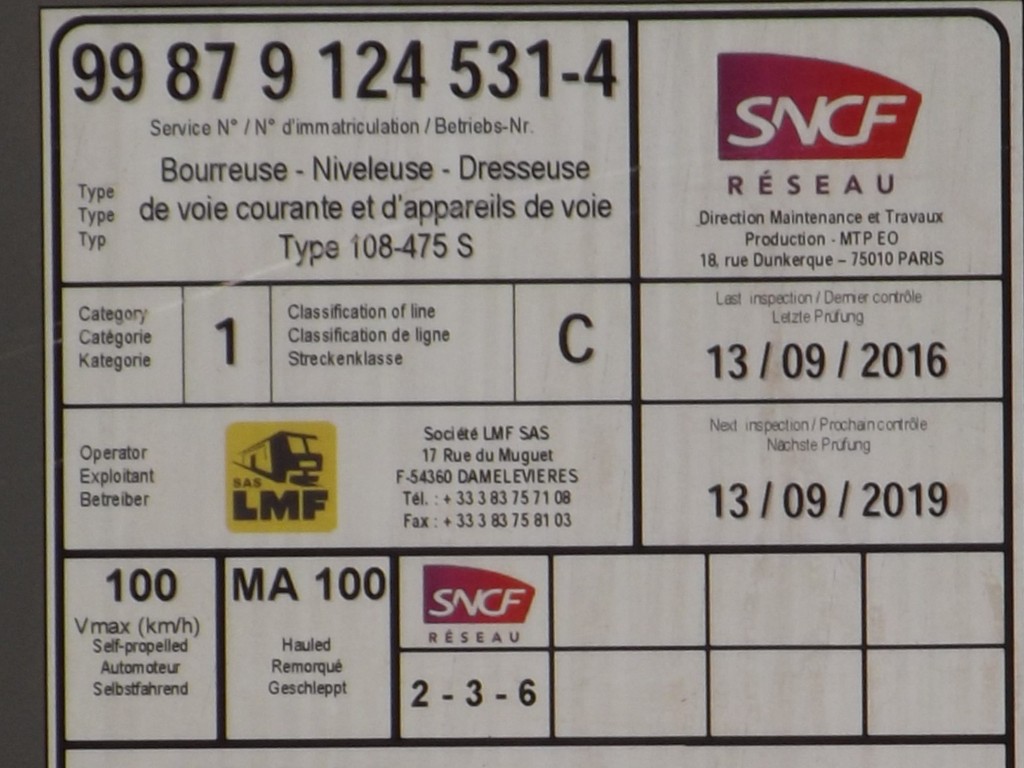 99 87 9 124 531-4
Service N° / N° d'immatriculation / Betriebs-Nr.
Type
Type
Typ
Bourreuse - Niveleuse - Dresseuse
de voie courante et d'appareils de voie
Type 108-475 S
SNCF
RÉSEAU
Direction Maintenance et Travaux
Production - MTP EO
18, rue Dunkerque – 75010 PARIS
Category
Catégorie
Kategorie
1
Classification of line
Classification de ligne
Streckenklasse
C
Last inspection / Dernier contrôle
Letzte Prüfung
13 / 09 / 2016
Operator
Exploitant
Betreiber
SAS
LMF
Société LMF SAS
17 Rue du Muguet
F-54360 DAMELEVIERES
Tél. : + 33 3 83 75 71 08
Fax : + 33 3 83 75 81 03
Next inspection / Prochain contrôle
Nächste Prüfung
13 / 09 / 2019
100
Vmax (km/h)
Self-propelled
Automoteur
Selbstfahrend
MA 100
Hauled
Remorqué
Geschleppt
SNCF
RÉSEAU
2 - 3 - 6